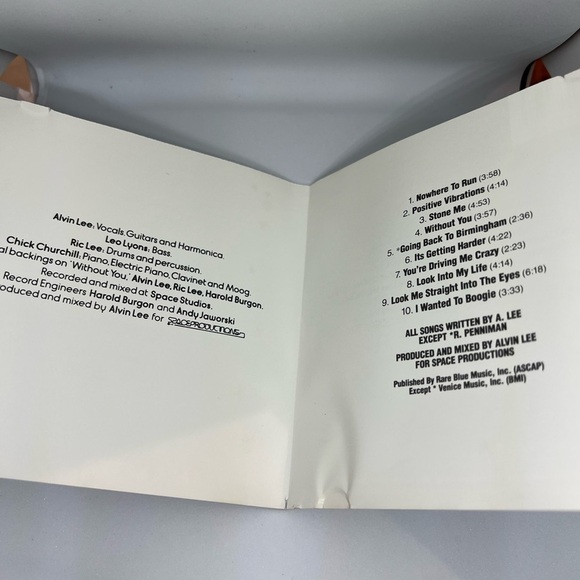 Alvin Lee; Vocals, Guitars and Harmonica.
Leo Lyons; Bass.
Ric Lee; Drums and percussion.
Chick Churchill; Piano, Electric Piano, Clavinet and Moog.
backings on 'Without You,' Alvin Lee, Ric Lee, Harold Burgon.
Recorded and mixed at Space Studios.
Record Engineers Harold Burgon and Andy Jaworski
and mixed by Alvin Lee for SPACE PRODUCTIONS
1. Nowhere To Run (3:58)
2. Positive Vibrations (4:14)
3. Stone Me (4:53)
4. Without You (3:57)
5. *Going Back To Birmingham (2:36)
6. Its Getting Harder (4:22)
7. You're Driving Me Crazy (2:23)
8. Look Into My Life (4:14)
9. Look Me Straight Into The Eyes (6:18)
10. I Wanted To Boogie (3:33)
ALL SONGS WRITTEN BY A. LEE
EXCEPT *R. PENNIMAN
PRODUCED AND MIXED BY ALVIN LEE
FOR SPACE PRODUCTIONS
Published By Rare Blue Music, Inc. (ASCAP)
Except * Venice Music, Inc. (BMI)